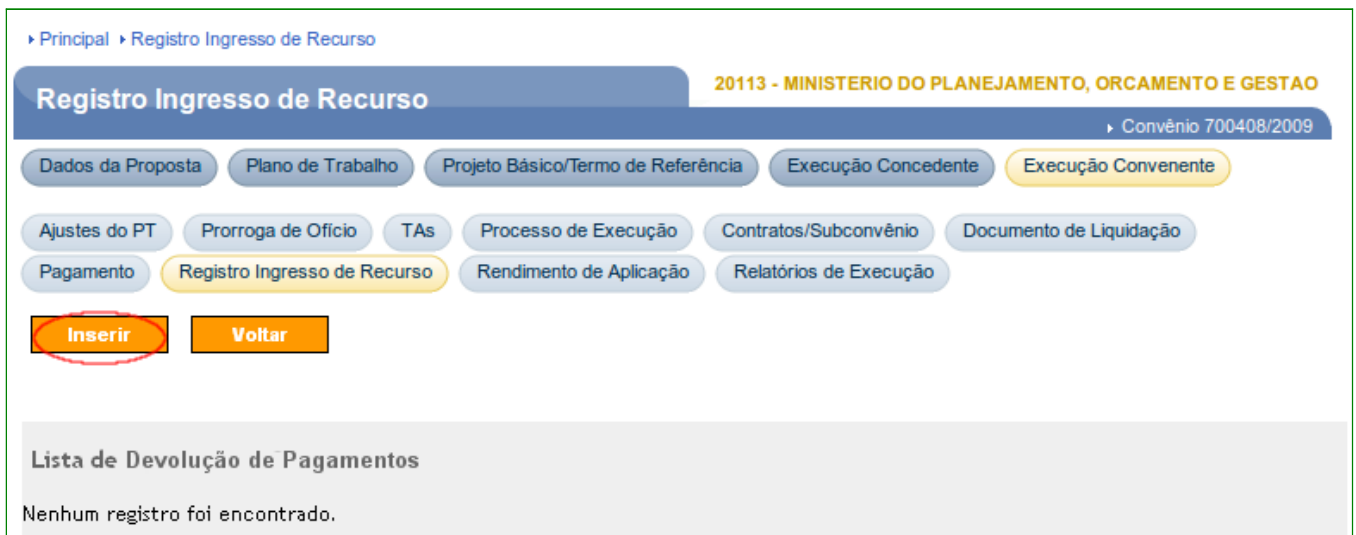 Principal Registro Ingresso de Recurso
Registro Ingresso de Recurso
20113 - MINISTERIO DO PLANEJAMENTO, ORCAMENTO E GESTAO
Convênio 700408/2009
Dados da Proposta Plano de Trabalho Projeto Básico/Termo de Referência Execução Concedente Execução Convenente
Ajustes do PT Prorroga de Ofício TAs Processo de Execução Contratos/Subconvênio Documento de Liquidação
Pagamento Registro Ingresso de Recurso Rendimento de Aplicação Relatórios de Execução
Inserir Voltar
Lista de Devolução de Pagamentos
Nenhum registro foi encontrado.